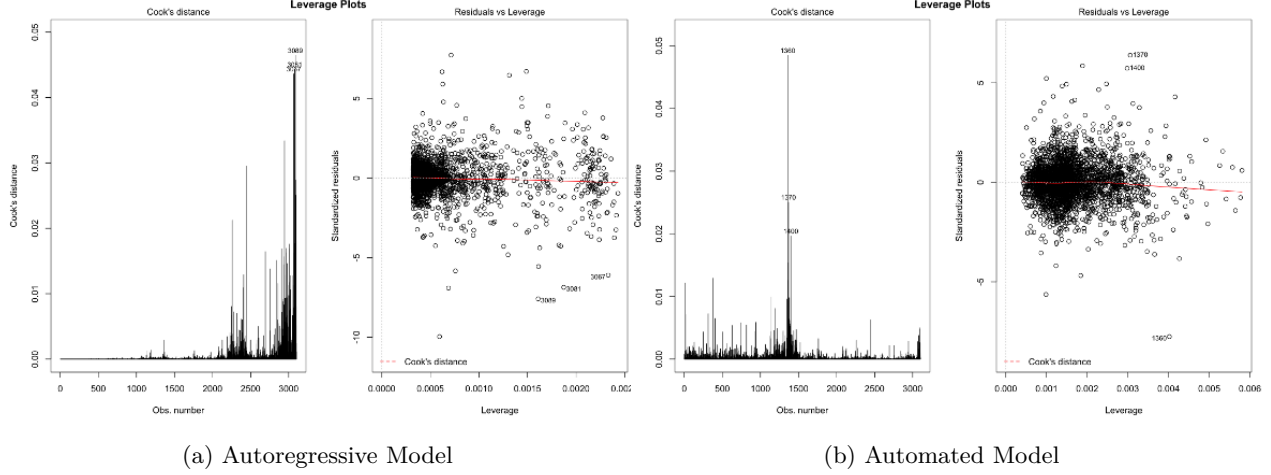 Leverage Plots
Cook's distance
Residuals vs Leverage
Cook's distance
0.00 0.01 0.02 0.03 0.04 0.05
3089
0 500 1000 1500 2000 2500 3000
Obs. number
Standardized residuals
-10 -5 0 5
3087
3081
3089
Cook's distance
0.0000 0.0005 0.0010 0.0015 0.0020
Leverage
Leverage Plots
Cook's distance
Residuals vs Leverage
Cook's distance
0.00 0.01 0.02 0.03 0.04 0.05
1360
1370
1400
0 500 1000 1500 2000 2500 3000
Obs. number
Standardized residuals
-5 0 5
1370
1400
1360
Cook's distance
0.000 0.001 0.002 0.003 0.004 0.005 0.006
Leverage
(a) Autoregressive Model
(b) Automated Model